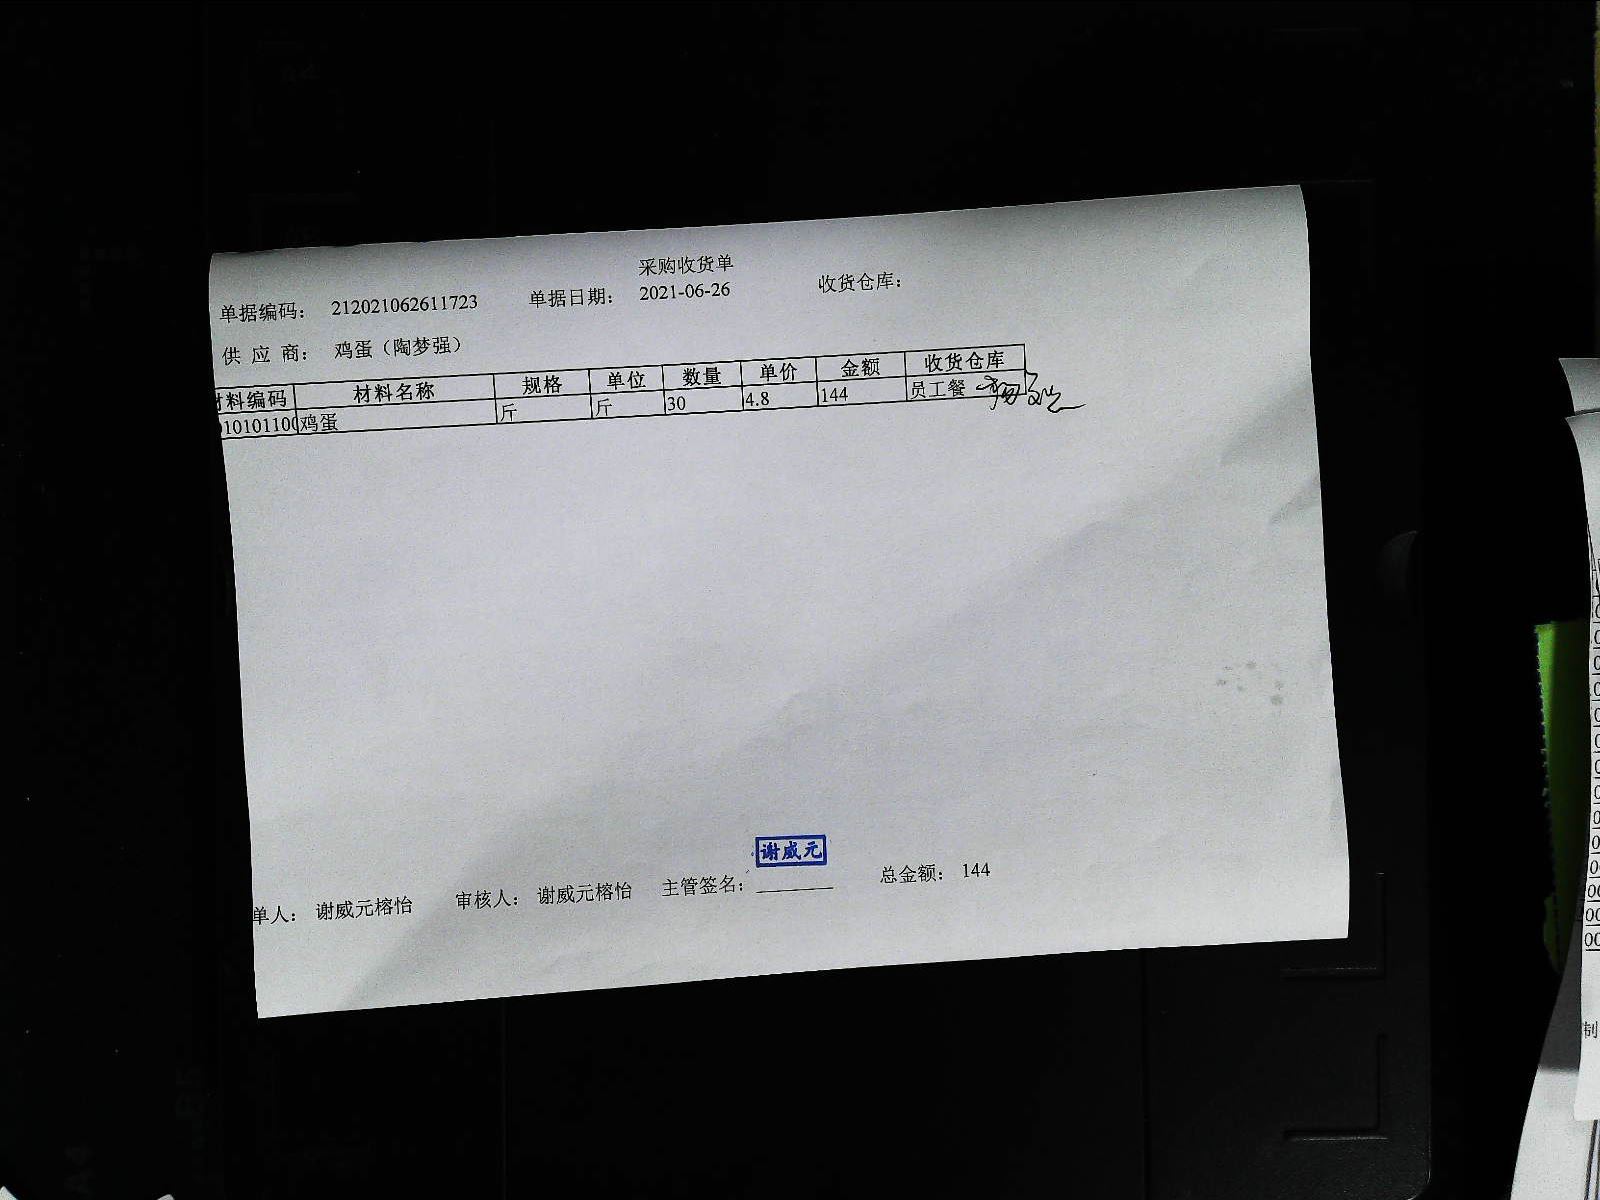 采购收货单
单据编码： 212021062611723 单据日期： 2021-06-26 收货仓库：
供 应 商： 鸡蛋（陶梦强）
材料编码 材料名称 规格 单位 数量 单价 金额 收货仓库
10101100 鸡蛋 斤 斤 30 4.8 144 员工餐
谢威元
单人： 谢威元榕怡 审核人： 谢威元榕怡 主管签名： 总金额： 144
制